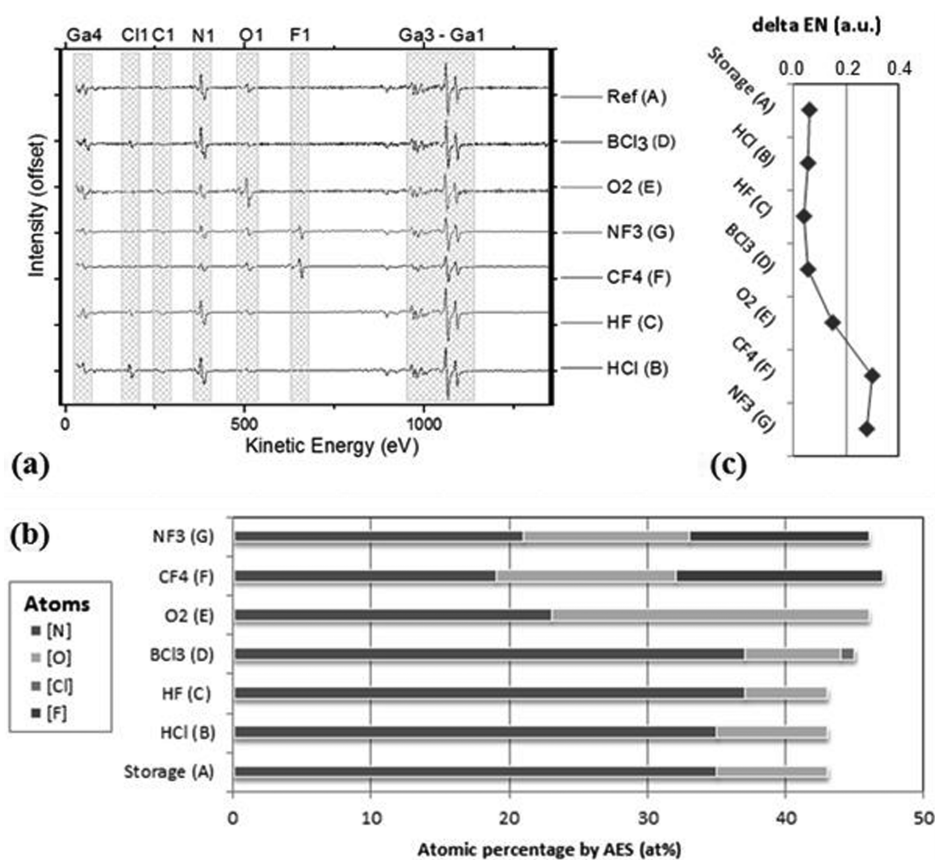 Ga4 Cl1 C1 N1 O1 F1 Ga3 - Ga1
Intensity (offset)
Ref (A)
BCl3 (D)
O2 (E)
NF3 (G)
CF4 (F)
HF (C)
HCl (B)
0 500 1000
Kinetic Energy (eV)
(a)
delta EN (a.u.)
0.0 0.2 0.4
Storage (A)
HCl (B)
HF (C)
BCl3 (D)
O2 (E)
CF4 (F)
NF3 (G)
(c)
(b)
Atoms
[N]
[O]
[Cl]
[F]
NF3 (G)
CF4 (F)
O2 (E)
BCl3 (D)
HF (C)
HCl (B)
Storage (A)
0 10 20 30 40 50
Atomic percentage by AES (at%)